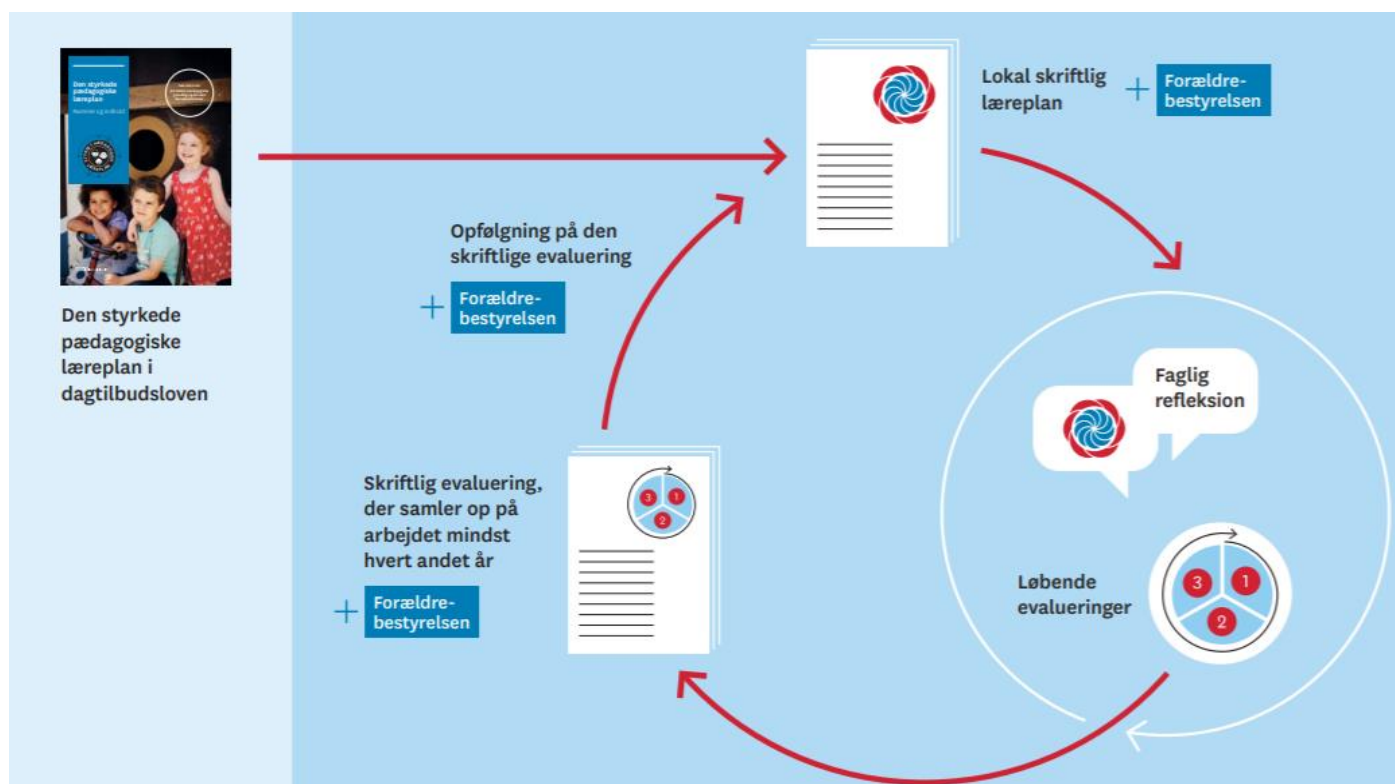 Den styrkede
pædagogiske
læreplan
Rammer og indhold
Den styrkede
pædagogiske
læreplan i
dagtilbudsloven
Lokal skriftlig
læreplan
+
Forældre-
bestyrelsen
Opfølgning på den
skriftlige evaluering
+
Forældre-
bestyrelsen
Faglig
refleksion
Løbende
evalueringer
3
1
2
Skriftlig evaluering,
der samler op på
arbejdet mindst
hvert andet år
+
Forældre-
bestyrelsen
3
1
2